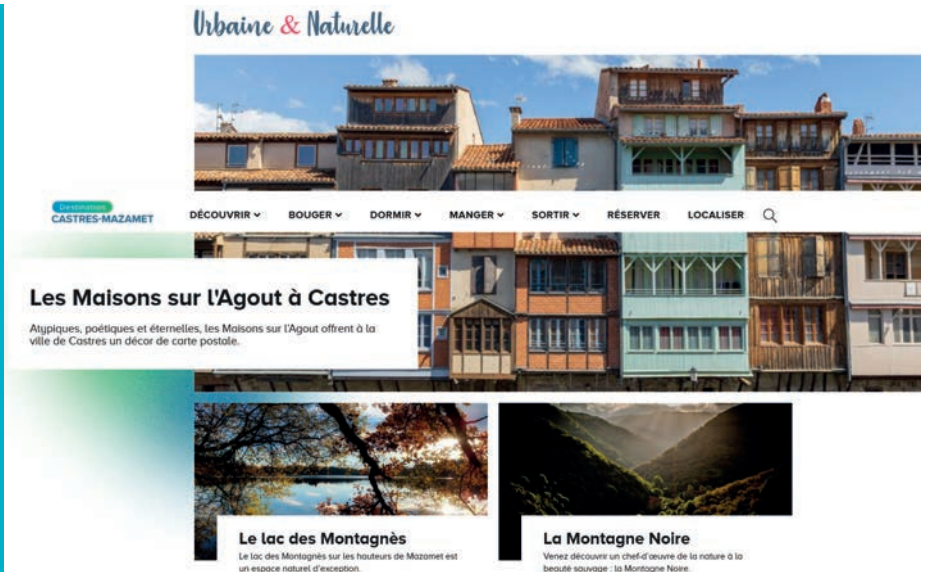 Urbaine & Naturelle
Destination
CASTRES-MAZAMET
DÉCOUVRIR BOUGER DORMIR MANGER SORTIR RÉSERVER LOCALISER
Les Maisons sur l'Agout à Castres
Atypiques, poétiques et éternelles, les Maisons sur l'Agout offrent à la
ville de Castres un décor de carte postale.
Le lac des Montagnès
Le lac des Montagnès sur les hauteurs de Mazamet est
un espace naturel d'exception.
La Montagne Noire
Venez découvrir un chef-d'œuvre de la nature à la
beauté sauvage : la Montagne Noire.